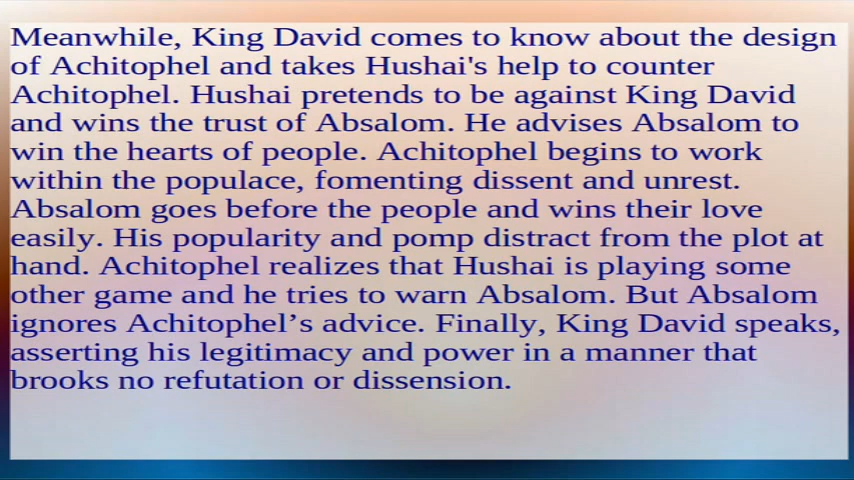 Meanwhile, King David comes to know about the design
of Achitophel and takes Hushai's help to counter
Achitophel. Hushai pretends to be against King David
and wins the trust of Absalom. He advises Absalom to
win the hearts of people. Achitophel begins to work
within the populace, fomenting dissent and unrest.
Absalom goes before the people and wins their love
easily. His popularity and pomp distract from the plot at
hand. Achitophel realizes that Hushai is playing some
other game and he tries to warn Absalom. But Absalom
ignores Achitophel’s advice. Finally, King David speaks,
asserting his legitimacy and power in a manner that
brooks no refutation or dissension.